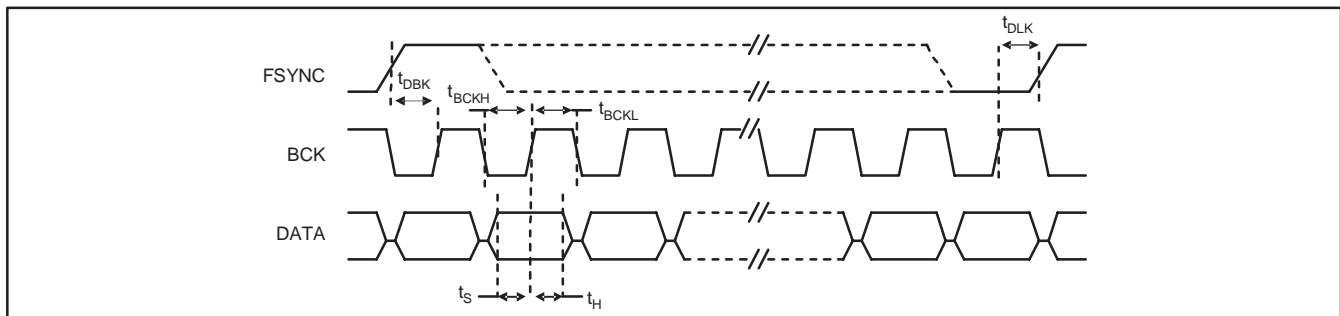 t_DLK
FSYNC
t_DBK
t_BCKH
t_BCKL
BCK
DATA
t_S
t_H